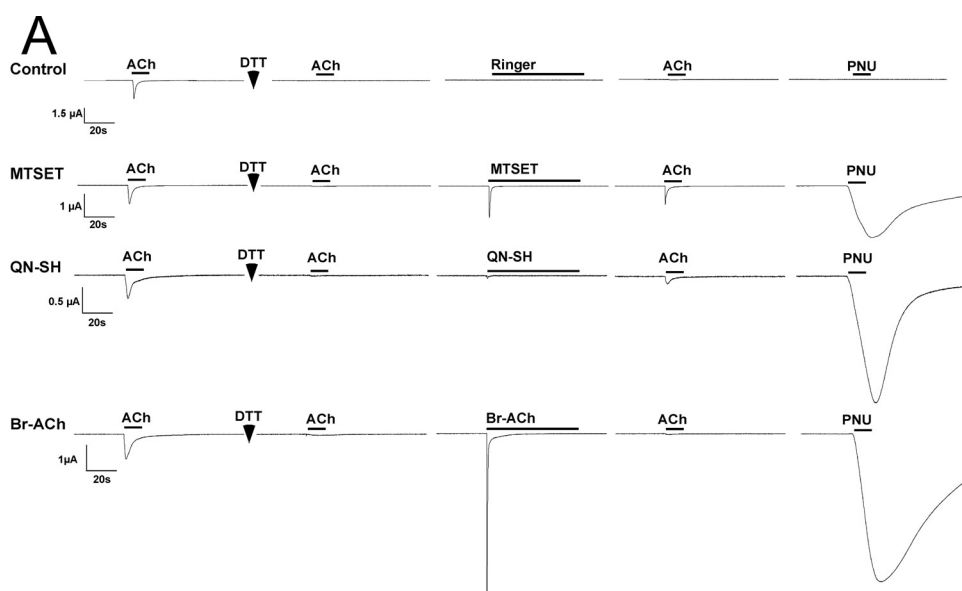 A
Control ACh DTT ACh Ringer ACh PNU
1.5 µA
20s
MTSET ACh DTT ACh MTSET ACh PNU
1 µA
20s
QN-SH ACh DTT ACh QN-SH ACh PNU
0.5 µA
20s
Br-ACh ACh DTT ACh Br-ACh ACh PNU
1µA
20s